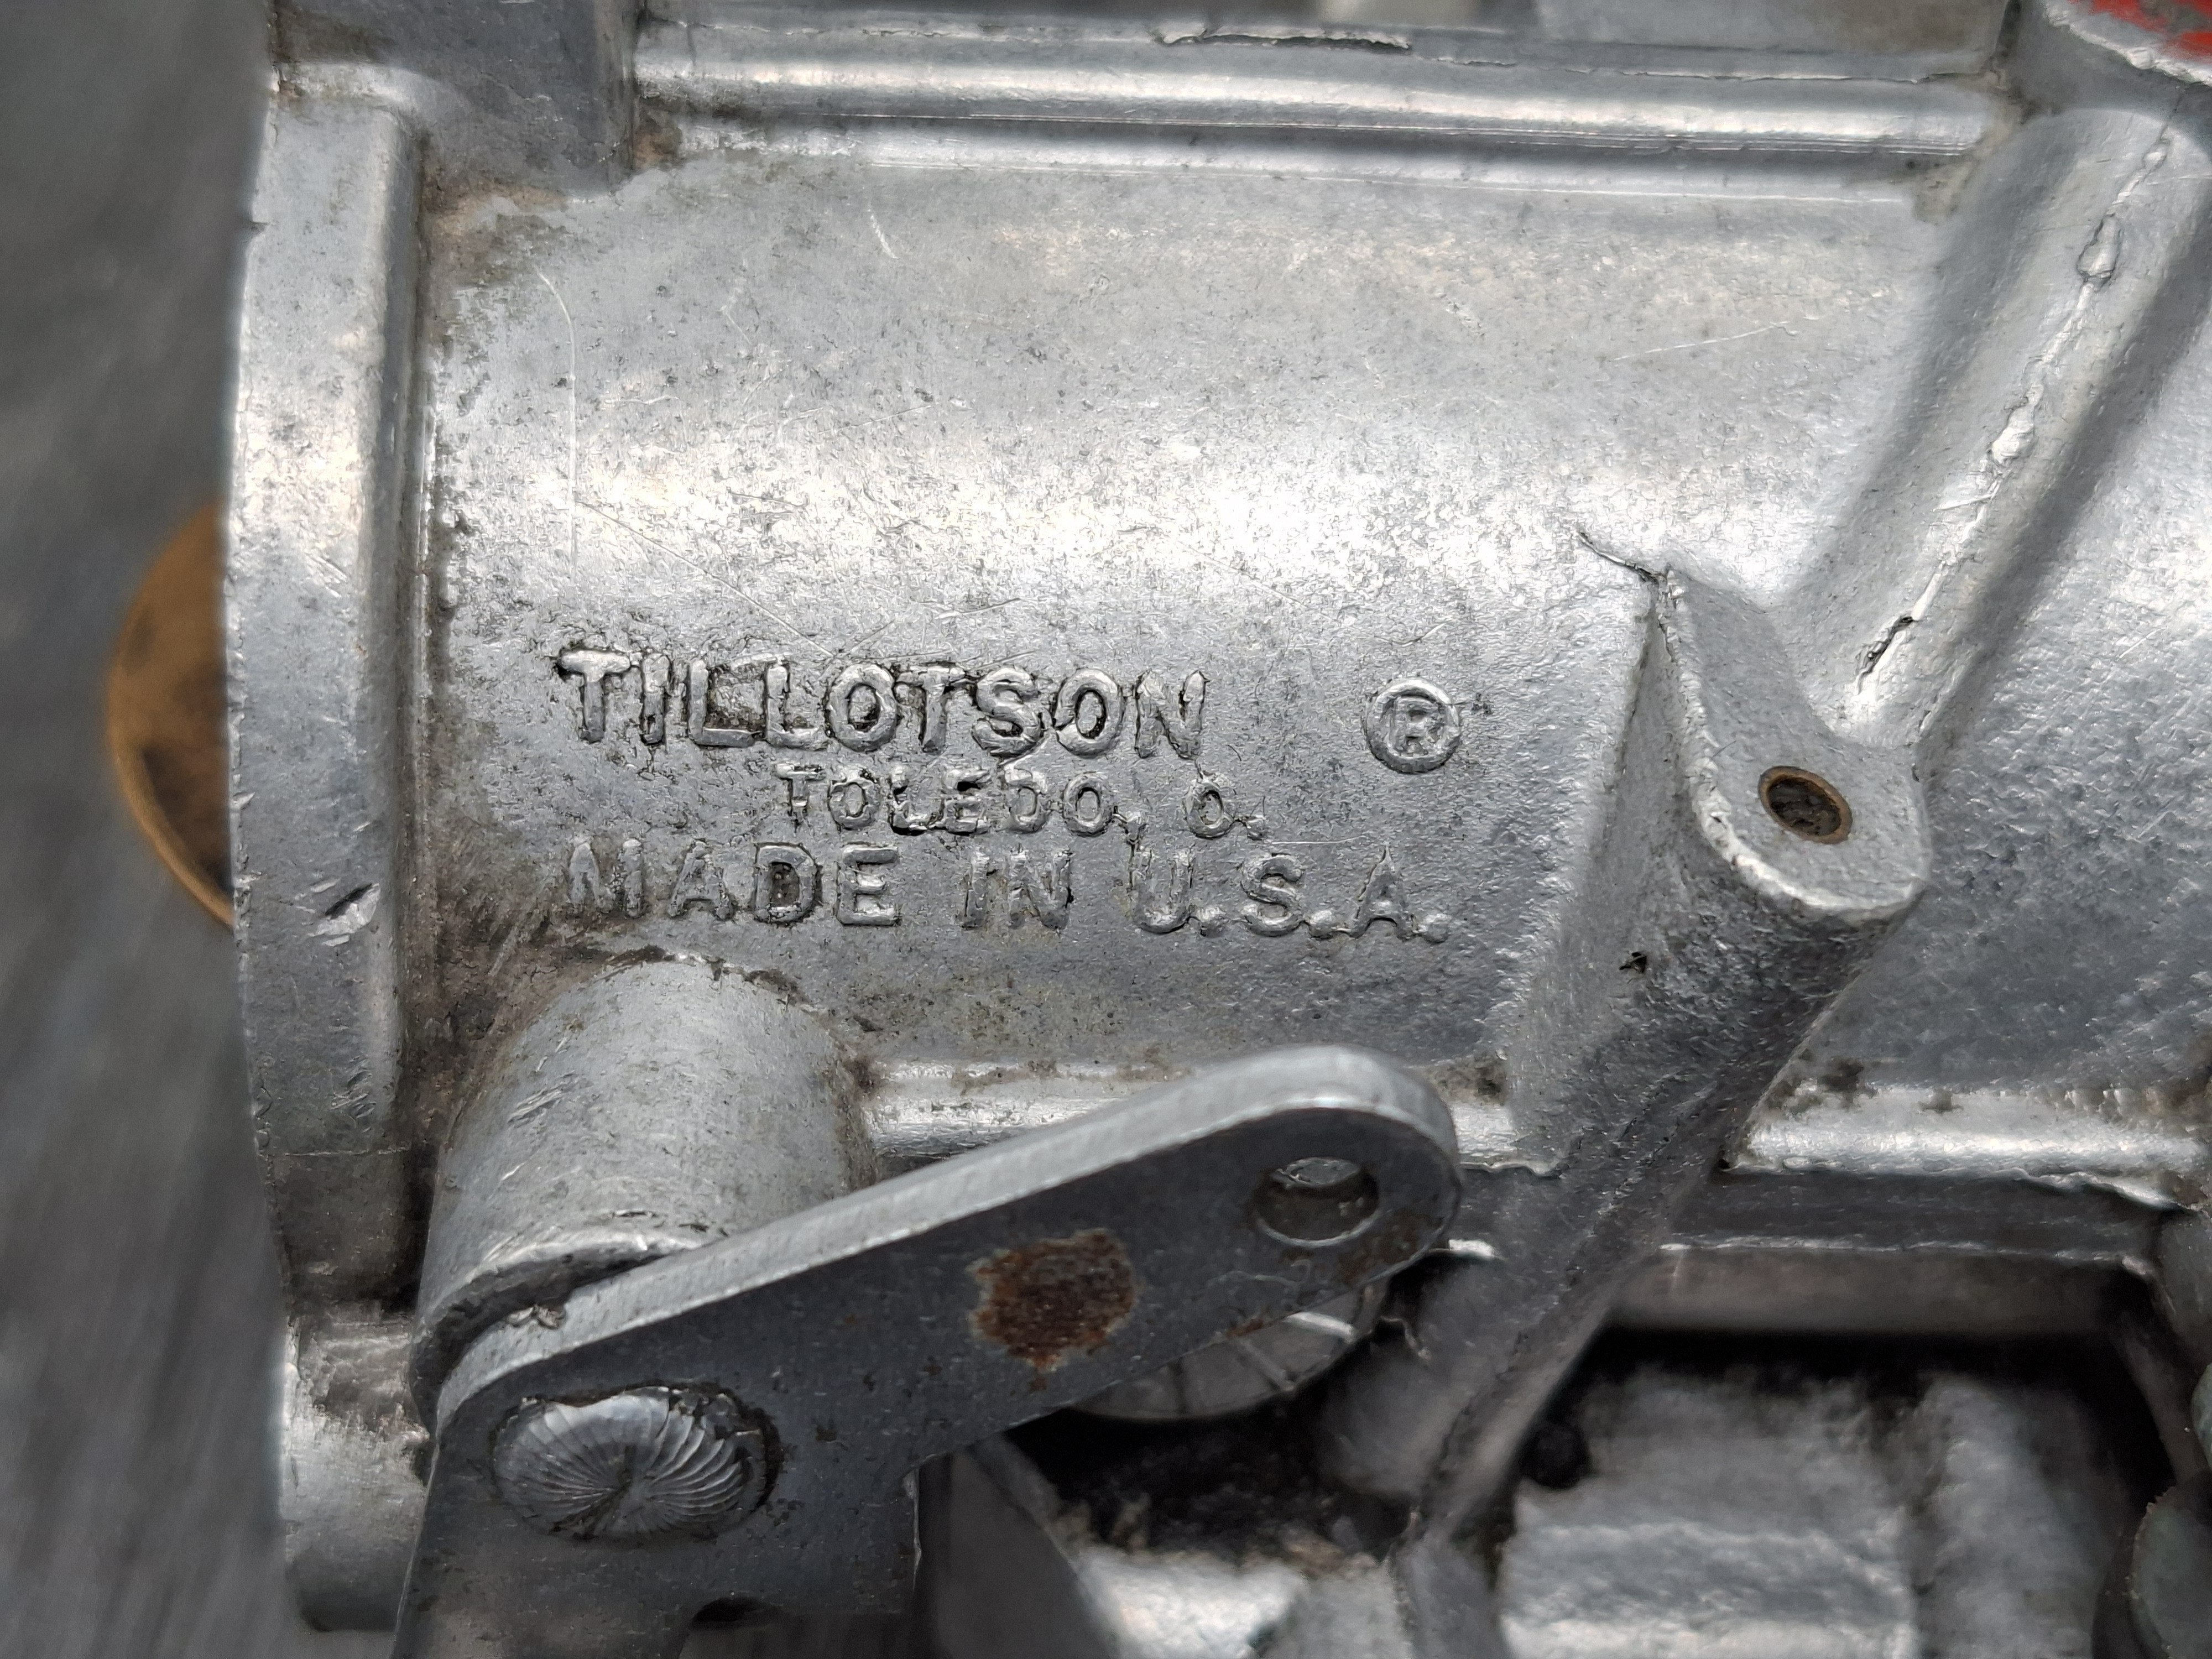 TILLOTSON ®
TOLEDO, O.
MADE IN U.S.A.